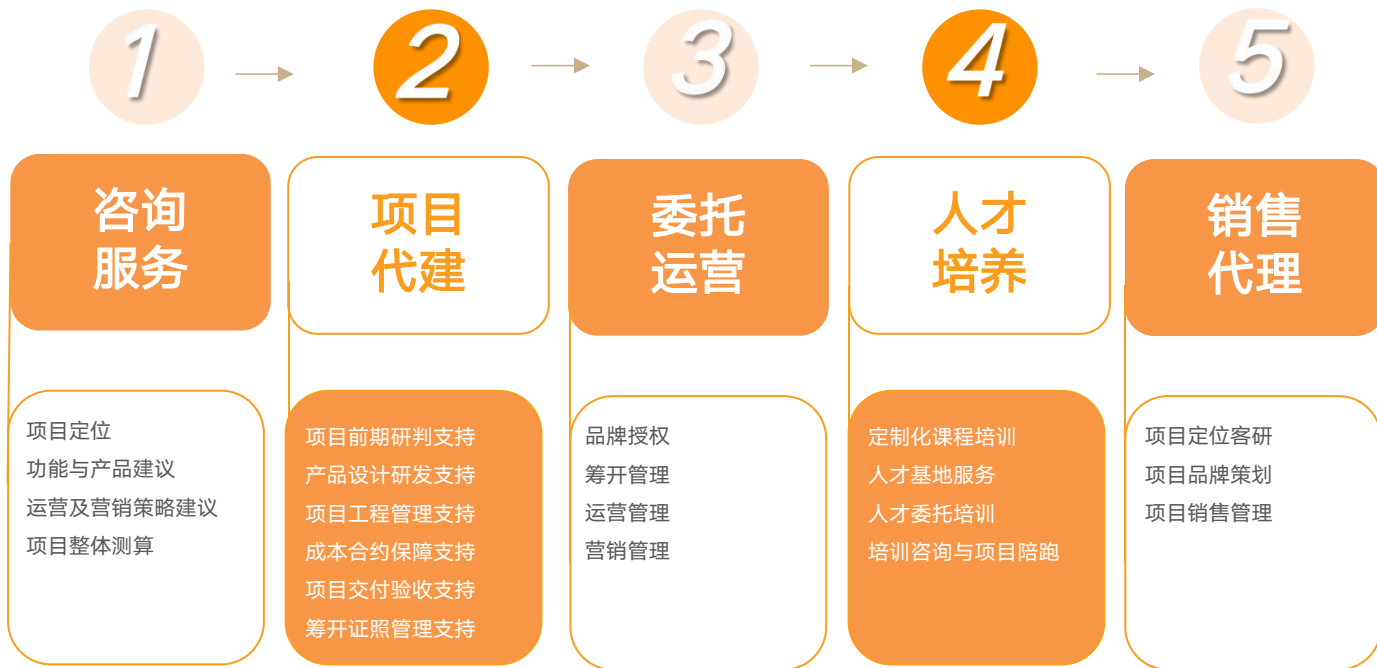 1
2
3
4
5
咨询
服务
项目
代建
委托
运营
人才
培养
销售
代理
项目定位
功能与产品建议
运营及营销策略建议
项目整体测算
项目前期研判支持
产品设计研发支持
项目工程管理支持
成本合约保障支持
项目交付验收支持
筹开证照管理支持
品牌授权
筹开管理
运营管理
营销管理
定制化课程培训
人才基地服务
人才委托培训
培训咨询与项目陪跑
项目定位客研
项目品牌策划
项目销售管理